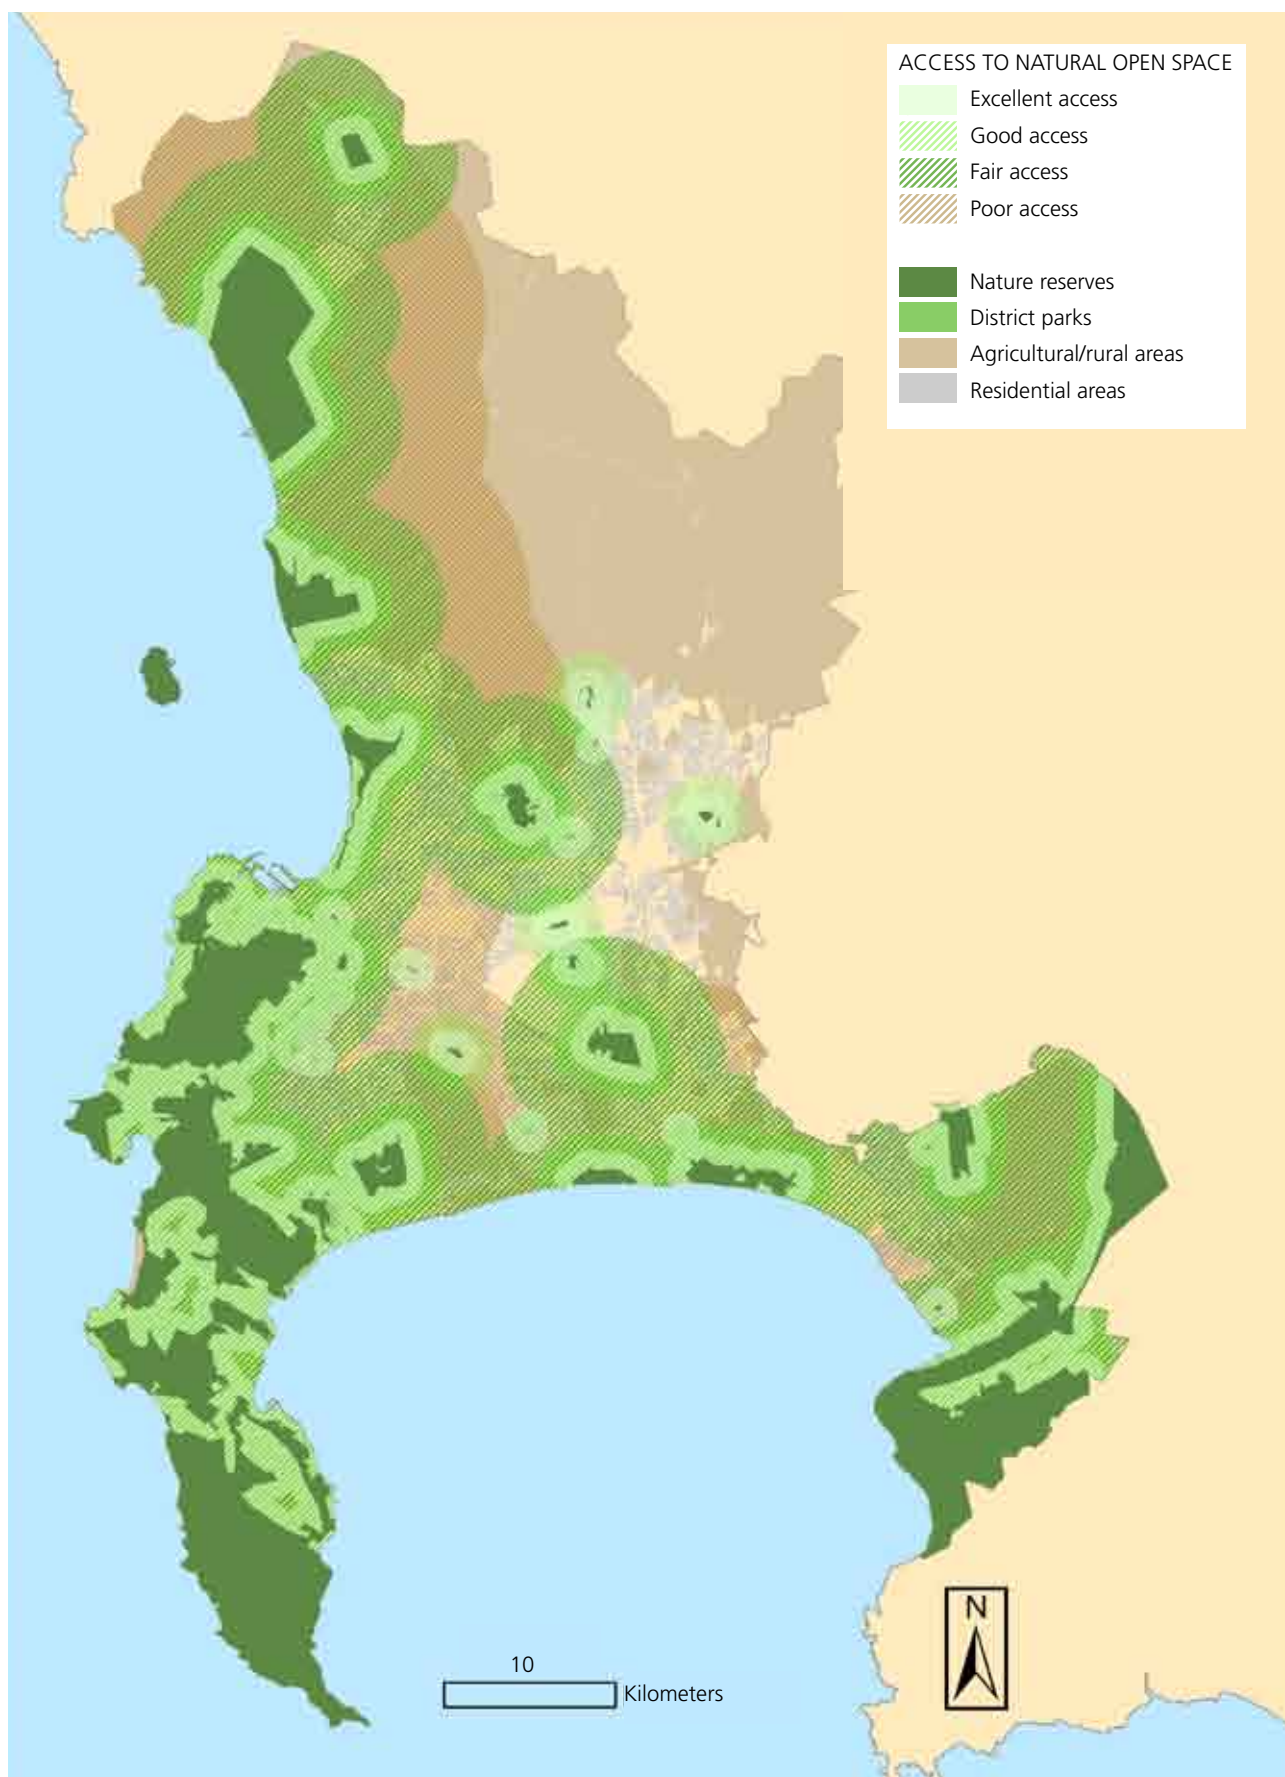 ACCESS TO NATURAL OPEN SPACE
Excellent access
Good access
Fair access
Poor access
Nature reserves
District parks
Agricultural/rural areas
Residential areas
N
10
Kilometers